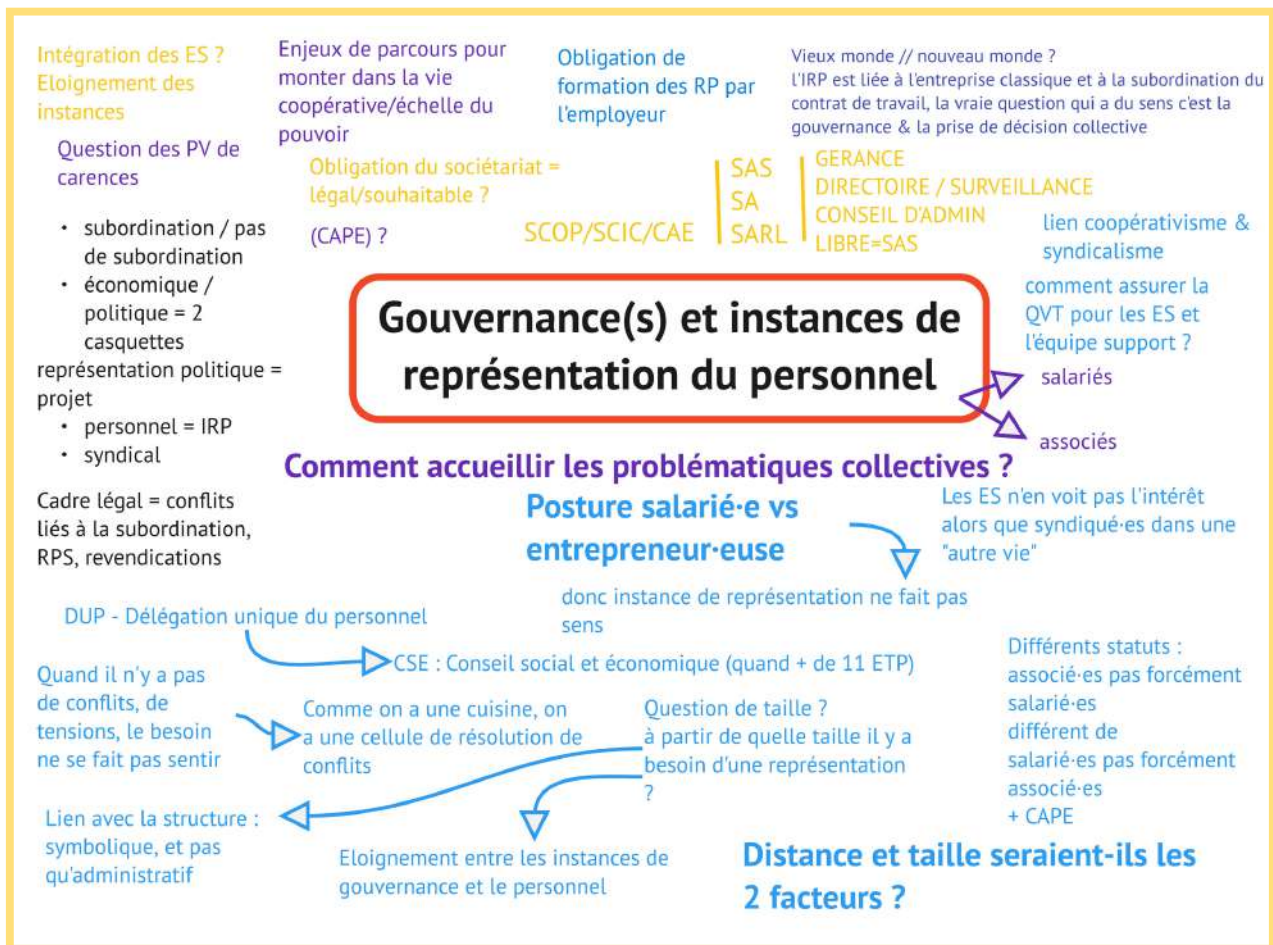 Intégration des ES ?
Eloignement des
instances
Enjeux de parcours pour
monter dans la vie
coopérative/échelle du
pouvoir
Obligation de
formation des RP par
l'employeur
Vieux monde // nouveau monde ?
l'IRP est liée à l'entreprise classique et à la subordination du
contrat de travail, la vraie question qui a du sens c'est la
gouvernance & la prise de décision collective
Question des PV de
carences
Obligation du sociétariat =
légal/souhaitable ?
(CAPE) ?
SCOP/SCIC/CAE
SAS
SA
SARL
GERANCE
DIRECTOIRE / SURVEILLANCE
CONSEIL D'ADMIN
LIBRE=SAS
lien coopérativisme &
syndicalisme
comment assurer la
QVT pour les ES et
l'équipe support ?
• subordination / pas
de subordination
• économique /
politique = 2
casquettes
représentation politique =
projet
• personnel = IRP
• syndical
Cadre légal = conflits
liés à la subordination,
RPS, revendications
Gouvernance(s) et instances de
représentation du personnel
salariés
associés
Comment accueillir les problématiques collectives ?
Posture salarié·e vs
entrepreneur·euse
Les ES n'en voit pas l'intérêt
alors que syndiqué·es dans une
"autre vie"
donc instance de représentation ne fait pas
sens
DUP - Délégation unique du personnel
CSE : Conseil social et économique (quand + de 11 ETP)
Quand il n'y a pas
de conflits, de
tensions, le besoin
ne se fait pas sentir
Comme on a une cuisine, on
a une cellule de résolution de
conflits
Question de taille ?
à partir de quelle taille il y a
besoin d'une représentation
?
Différents statuts :
associé·es pas forcément
salarié·es
différent de
salarié·es pas forcément
associé·es
+ CAPE
Lien avec la structure :
symbolique, et pas
qu'administratif
Eloignement entre les instances de
gouvernance et le personnel
Distance et taille seraient-ils les
2 facteurs ?